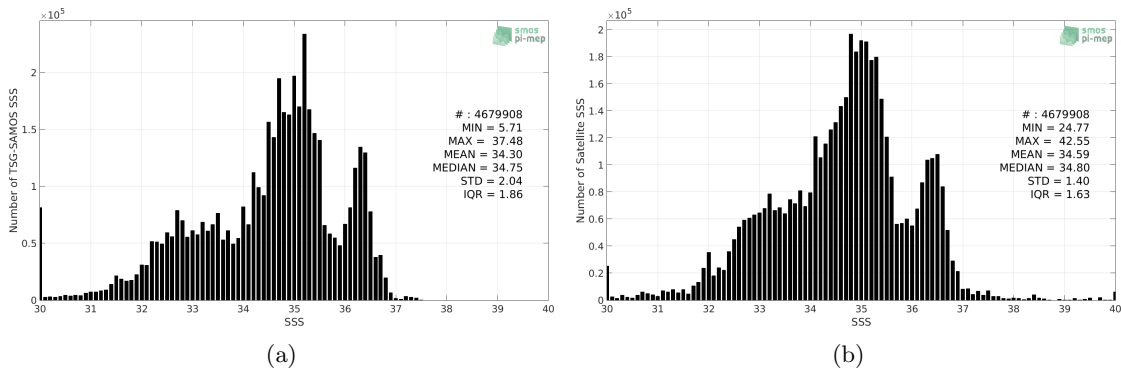 ×10⁵
smos
pi-mep
Number of TSG-SAMOS SSS
2
1.5
1
0.5
0
# : 4679908
MIN = 5.71
MAX = 37.48
MEAN = 34.30
MEDIAN = 34.75
STD = 2.04
IQR = 1.86
30 31 32 33 34 35 36 37 38 39 40
SSS
(a)
×10⁵
smos
pi-mep
Number of Satellite SSS
2
1.8
1.6
1.4
1.2
1
0.8
0.6
0.4
0.2
0
# : 4679908
MIN = 24.77
MAX = 42.55
MEAN = 34.59
MEDIAN = 34.80
STD = 1.40
IQR = 1.63
30 31 32 33 34 35 36 37 38 39 40
SSS
(b)